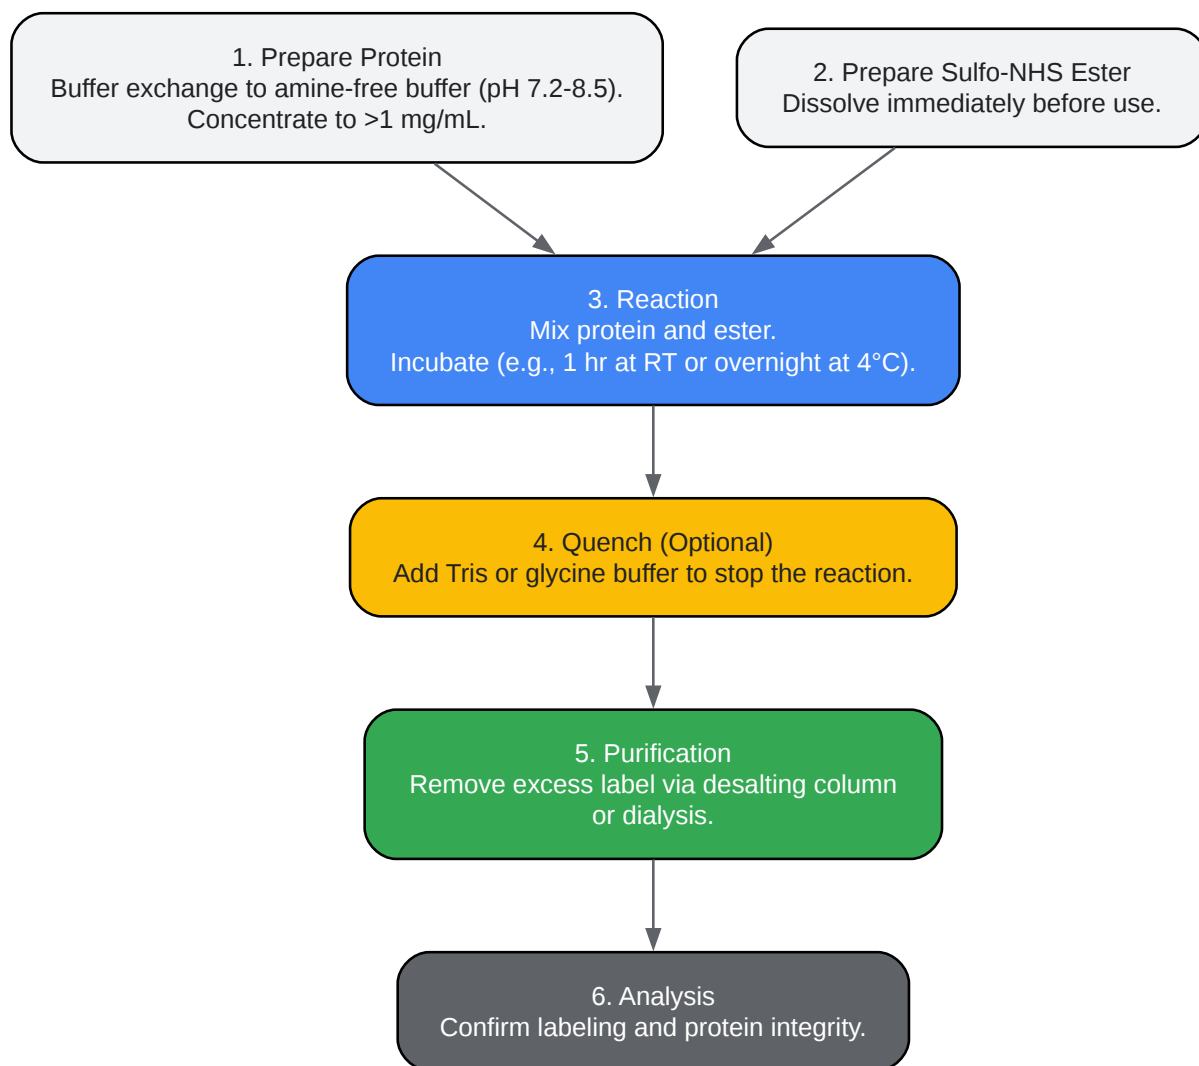 1. Prepare Protein
Buffer exchange to amine-free buffer (pH 7.2-8.5).
Concentrate to >1 mg/mL.
2. Prepare Sulfo-NHS Ester
Dissolve immediately before use.
3. Reaction
Mix protein and ester.
Incubate (e.g., 1 hr at RT or overnight at 4°C).
4. Quench (Optional)
Add Tris or glycine buffer to stop the reaction.
5. Purification
Remove excess label via desalting column
or dialysis.
6. Analysis
Confirm labeling and protein integrity.